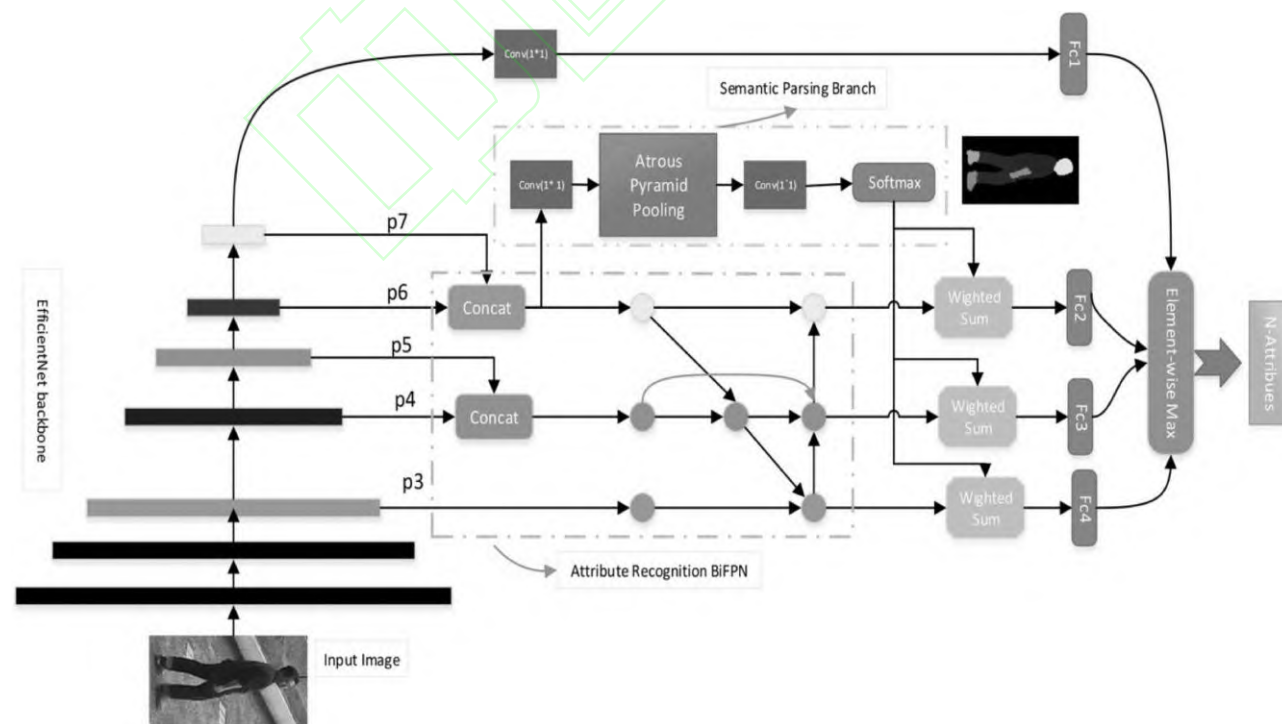 Conv(1*1)
Fc1
Semantic Parsing Branch
Conv(1* 1)
Atrous
Pyramid
Pooling
Conv(1`1)
Softmax
p7
EfficientNet backbone
p6
Concat
Wighted
Sum
Fc2
p5
p4
Concat
Wighted
Sum
Fc3
Element-wise Max
N-Attribues
p3
Wighted
Sum
Fc4
Attribute Recognition BiFPN
Input Image